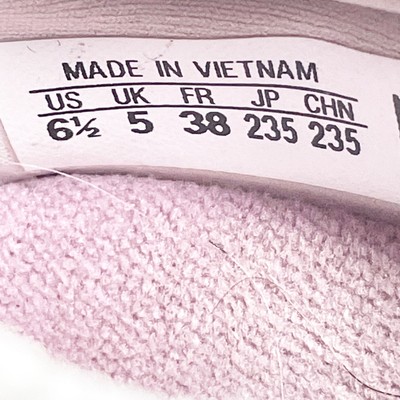 MADE IN VIETNAM
US UK FR JP CHN
6½ 5 38 235 235